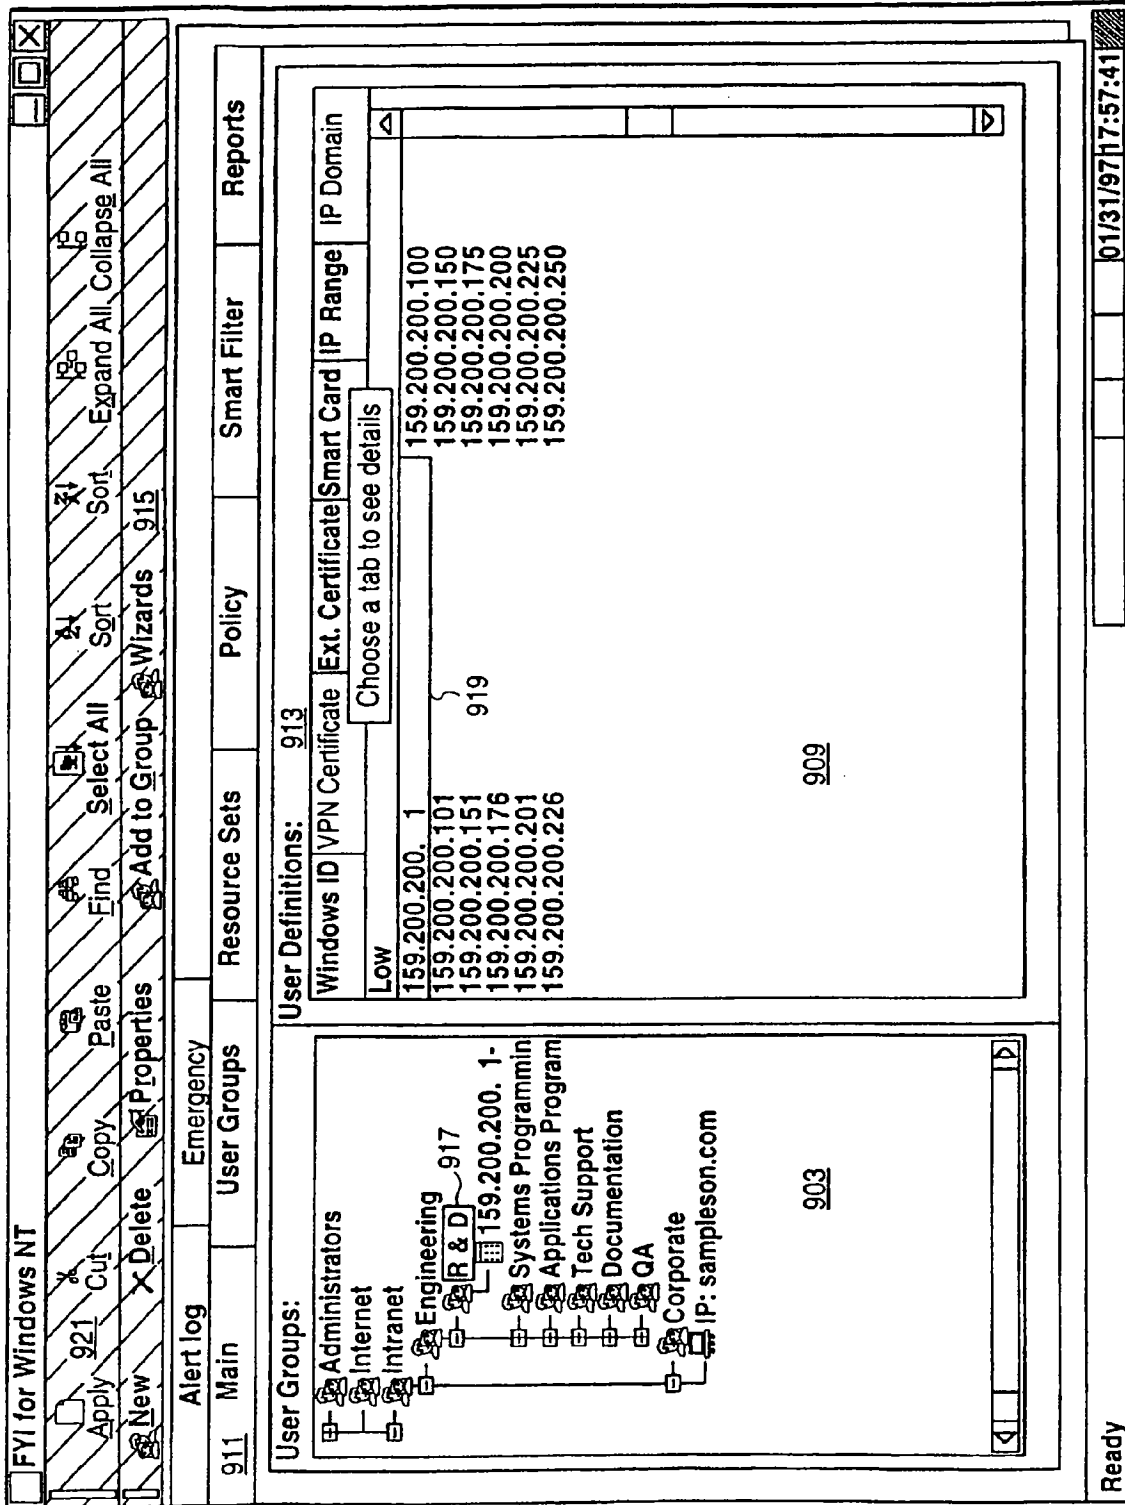 FYI for Windows NT
Apply 921 Cut Copy Paste Find Select All Sort Sort Expand All Collapse All
New Delete Properties Add to Group Wizards 915
Alert log Emergency
911 Main User Groups Resource Sets Policy Smart Filter Reports
User Groups:
Administrators
Internet
Intranet
Engineering
R & D 917
159.200.200. 1-
Systems Programmin
Applications Program
Tech Support
Documentation
QA
Corporate
IP: sampleson.com
903
User Definitions: 913
Windows ID VPN Certificate Ext. Certificate Smart Card IP Range IP Domain
Low Choose a tab to see details
159.200.200. 1 159.200.200.100
159.200.200.101 159.200.200.150
159.200.200.151 159.200.200.175
159.200.200.176 159.200.200.200
159.200.200.201 159.200.200.225
159.200.200.226 159.200.200.250
919
909
Ready 01/31/97 17:57:41